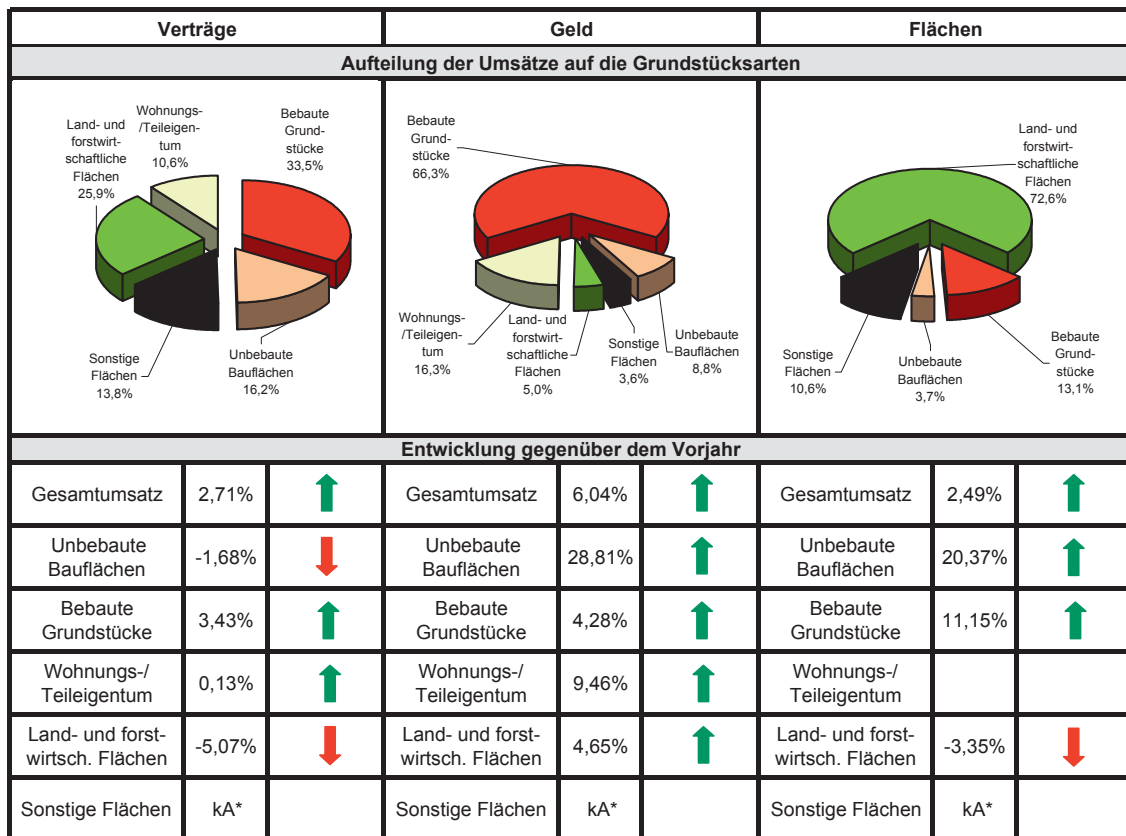 Verträge
Geld
Flächen
Aufteilung der Umsätze auf die Grundstücksarten
Land- und
forstwirt-
schaftliche
Flächen
25,9%
Wohnungs-
/Teileigen-
tum
10,6%
Bebaute
Grund-
stücke
33,5%
Sonstige
Flächen
13,8%
Unbebaute
Bauflächen
16,2%
Bebaute
Grund-
stücke
66,3%
Wohnungs-
/Teileigen-
tum
16,3%
Land- und
forstwirt-
schaftliche
Flächen
5,0%
Sonstige
Flächen
3,6%
Unbebaute
Bauflächen
8,8%
Land- und
forstwirt-
schaftliche
Flächen
72,6%
Sonstige
Flächen
10,6%
Unbebaute
Bauflächen
3,7%
Bebaute
Grund-
stücke
13,1%
Entwicklung gegenüber dem Vorjahr
Gesamtumsatz 2,71% Gesamtumsatz 6,04% Gesamtumsatz 2,49%
Unbebaute
Bauflächen
-1,68%
Unbebaute
Bauflächen
28,81%
Unbebaute
Bauflächen
20,37%
Bebaute
Grundstücke
3,43%
Bebaute
Grundstücke
4,28%
Bebaute
Grundstücke
11,15%
Wohnungs-/
Teileigentum
0,13%
Wohnungs-/
Teileigentum
9,46%
Wohnungs-/
Teileigentum
Land- und forst-
wirtsch. Flächen
-5,07%
Land- und forst-
wirtsch. Flächen
4,65%
Land- und forst-
wirtsch. Flächen
-3,35%
Sonstige Flächen kA* Sonstige Flächen kA* Sonstige Flächen kA*